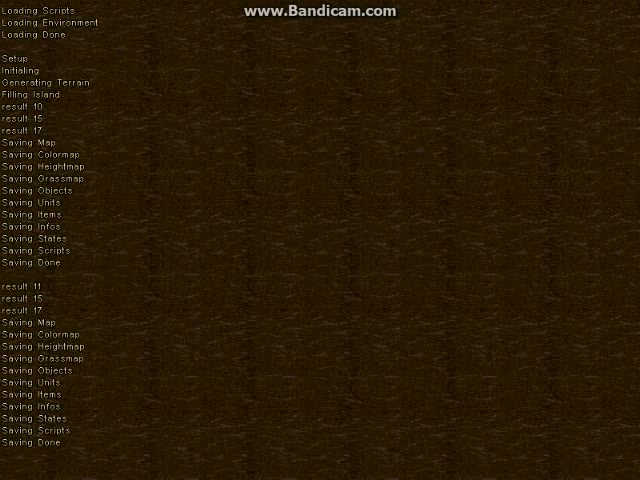 www.Bandicam.com
Loading Scripts
Loading Environment
Loading Done
Setup
Initialing
Generating Terrain
Filling Island
result 10
result 15
result 17
Saving Map
Saving Colormap
Saving Heightmap
Saving Grassmap
Saving Objects
Saving Units
Saving Items
Saving Infos
Saving States
Saving Scripts
Saving Done
result 11
result 15
result 17
Saving Map
Saving Colormap
Saving Heightmap
Saving Grassmap
Saving Objects
Saving Units
Saving Items
Saving Infos
Saving States
Saving Scripts
Saving Done